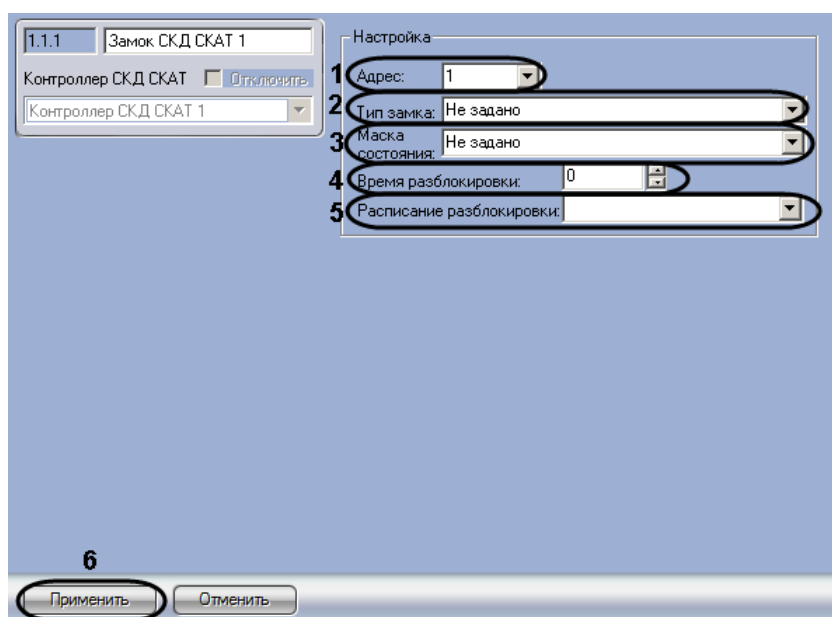 1.1.1 Замок СКД СКАТ 1
Контроллер СКД СКАТ Отключить
Контроллер СКД СКАТ 1
Настройка
1 Адрес: 1
2 Тип замка: Не задано
3 Маска состояния: Не задано
4 Время разблокировки: 0
5 Расписание разблокировки:
6
Применить Отменить